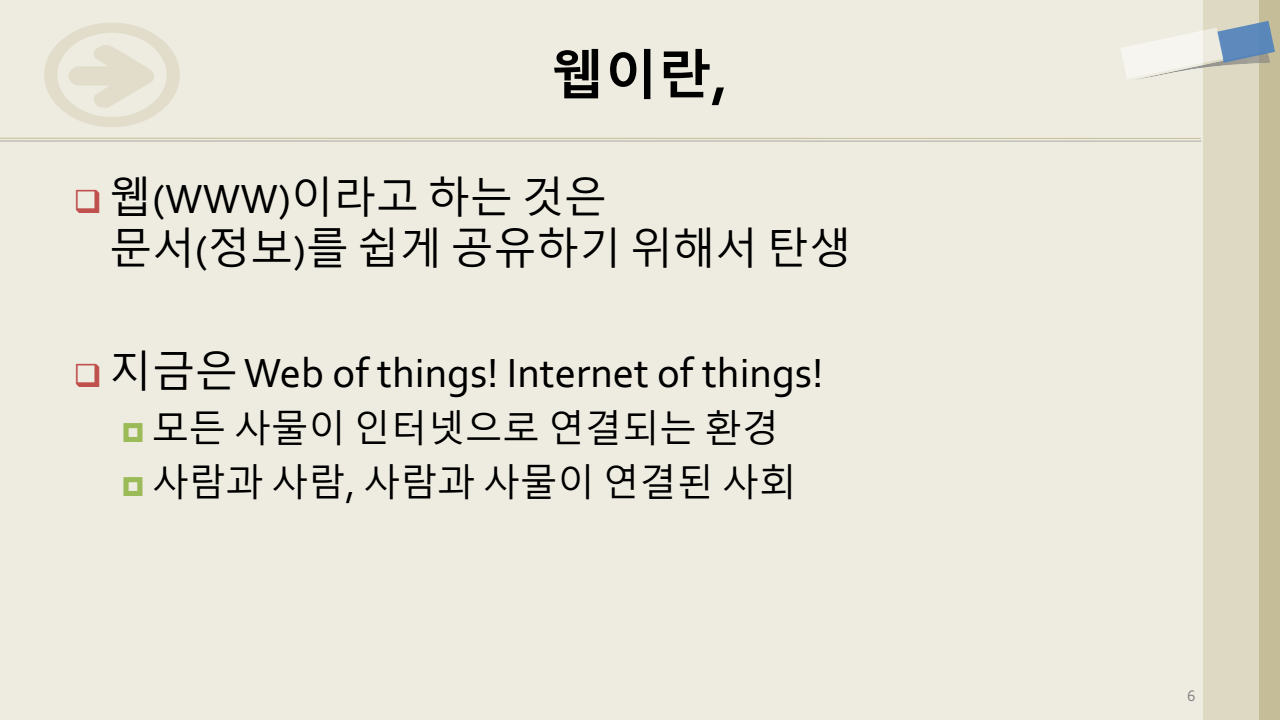 웹이란,
웹(WWW)이라고 하는 것은
문서(정보)를 쉽게 공유하기 위해서 탄생
지금은 Web of things! Internet of things!
모든 사물이 인터넷으로 연결되는 환경
사람과 사람, 사람과 사물이 연결된 사회
6